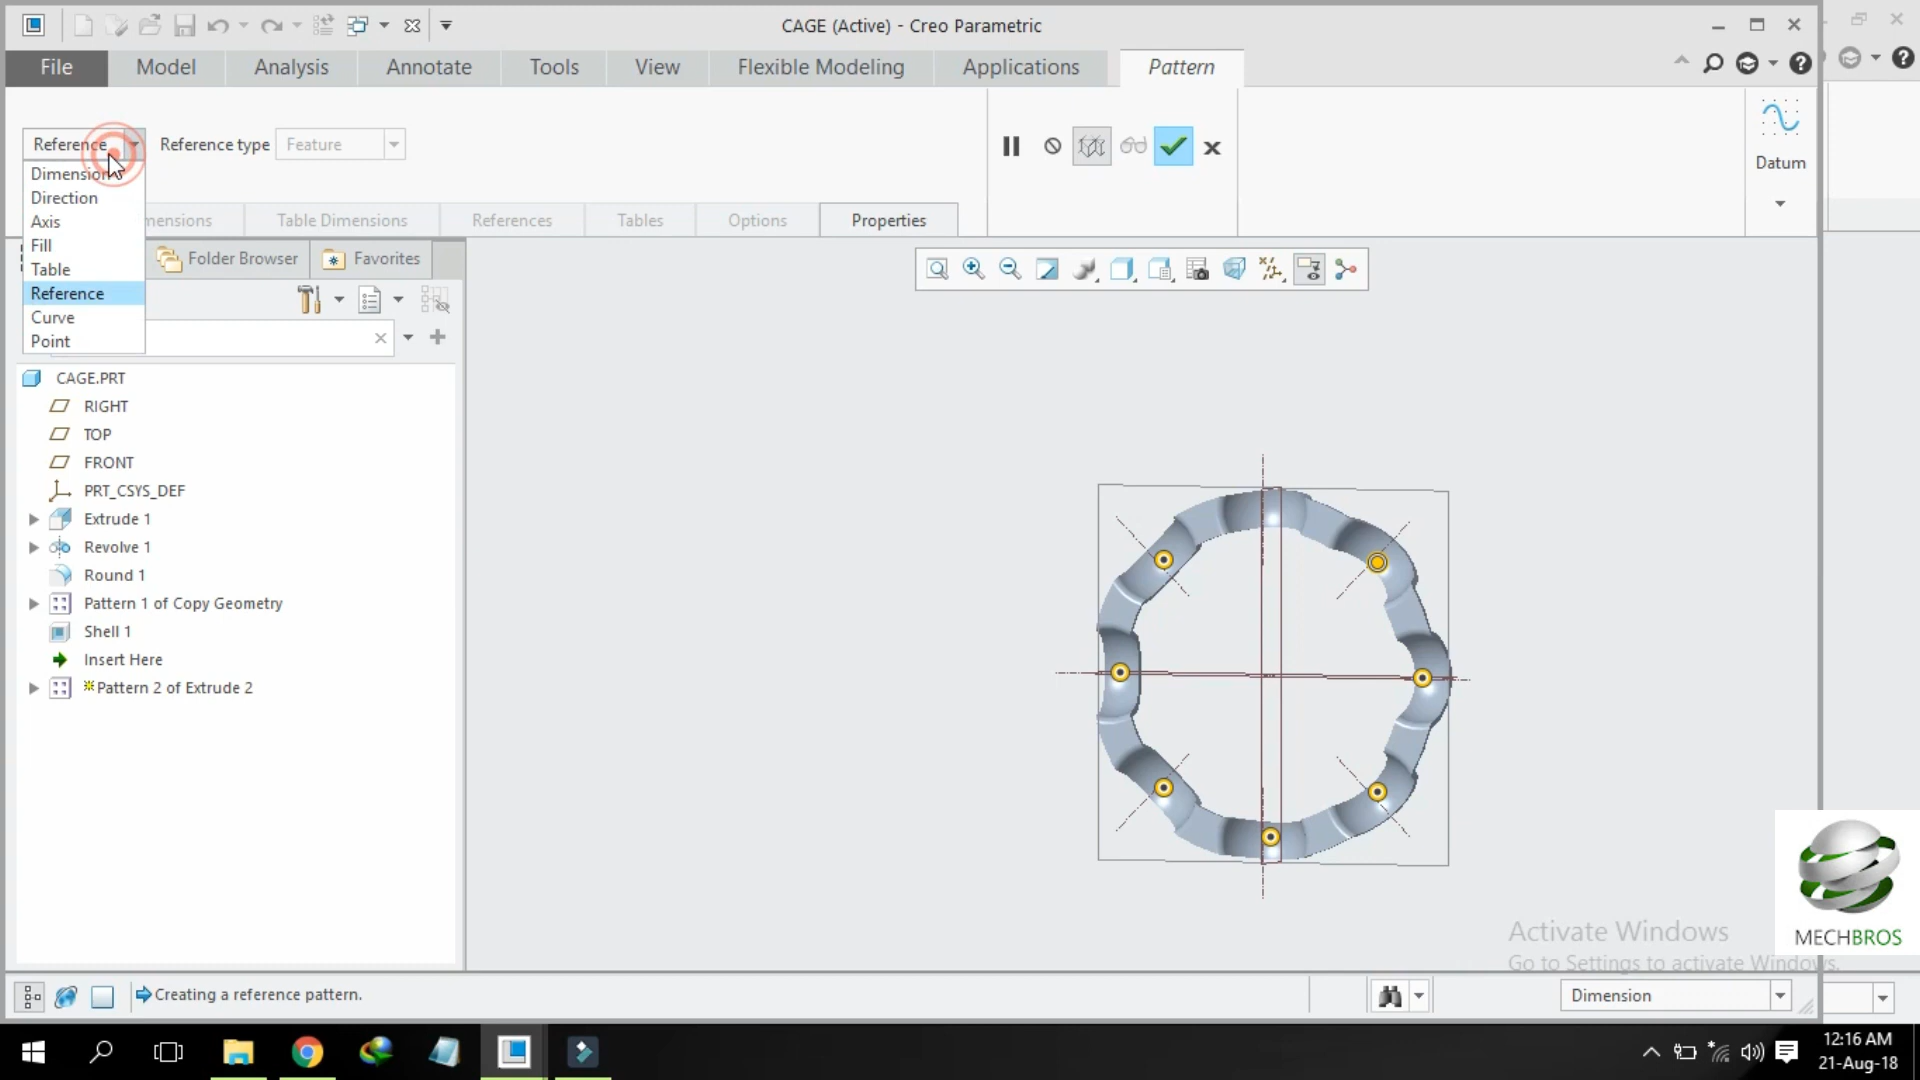 CAGE (Active) - Creo Parametric
File
Model
Analysis
Annotate
Tools
View
Flexible Modeling
Applications
Pattern
Reference
Reference type
Feature
Datum
Dimension
Direction
Axis
Fill
Table
Reference
Curve
Point
mensions
Table Dimensions
References
Tables
Options
Properties
Folder Browser
Favorites
CAGE.PRT
RIGHT
TOP
FRONT
PRT_CSYS_DEF
Extrude 1
Revolve 1
Round 1
Pattern 1 of Copy Geometry
Shell 1
Insert Here
Pattern 2 of Extrude 2
MECHBROS
Activate Windows
Go to Settings to activate Windows.
Creating a reference pattern.
Dimension
12:16 AM
21-Aug-18